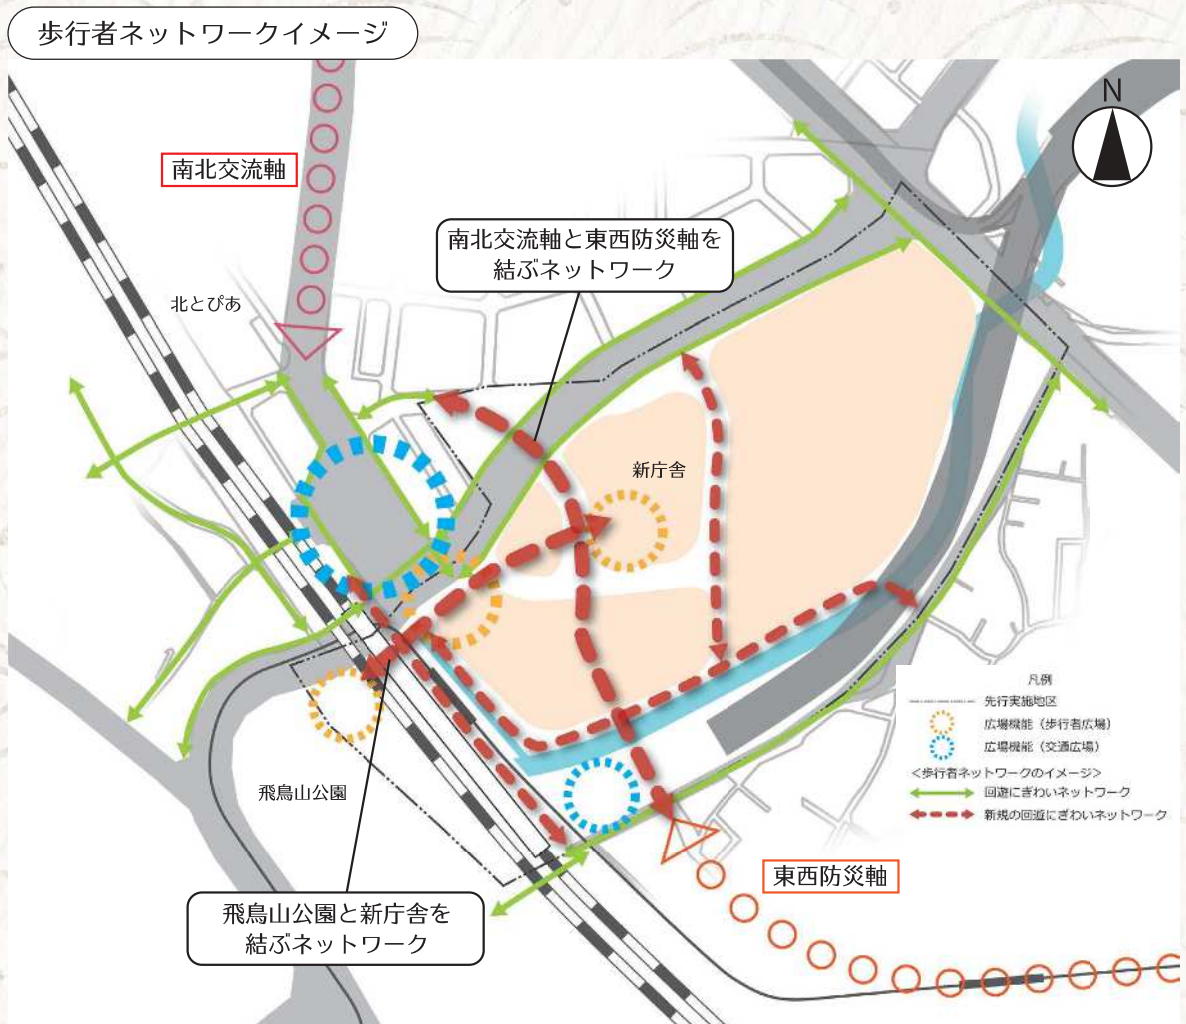 歩行者ネットワークイメージ
N
南北交流軸
南北交流軸と東西防災軸を
結ぶネットワーク
北とぴあ
新庁舎
凡例
先行実施地区
広場機能（歩行者広場）
広場機能（交通広場）
＜歩行者ネットワークのイメージ＞
回遊にぎわいネットワーク
新規の回遊にぎわいネットワーク
飛鳥山公園
東西防災軸
飛鳥山公園と新庁舎を
結ぶネットワーク